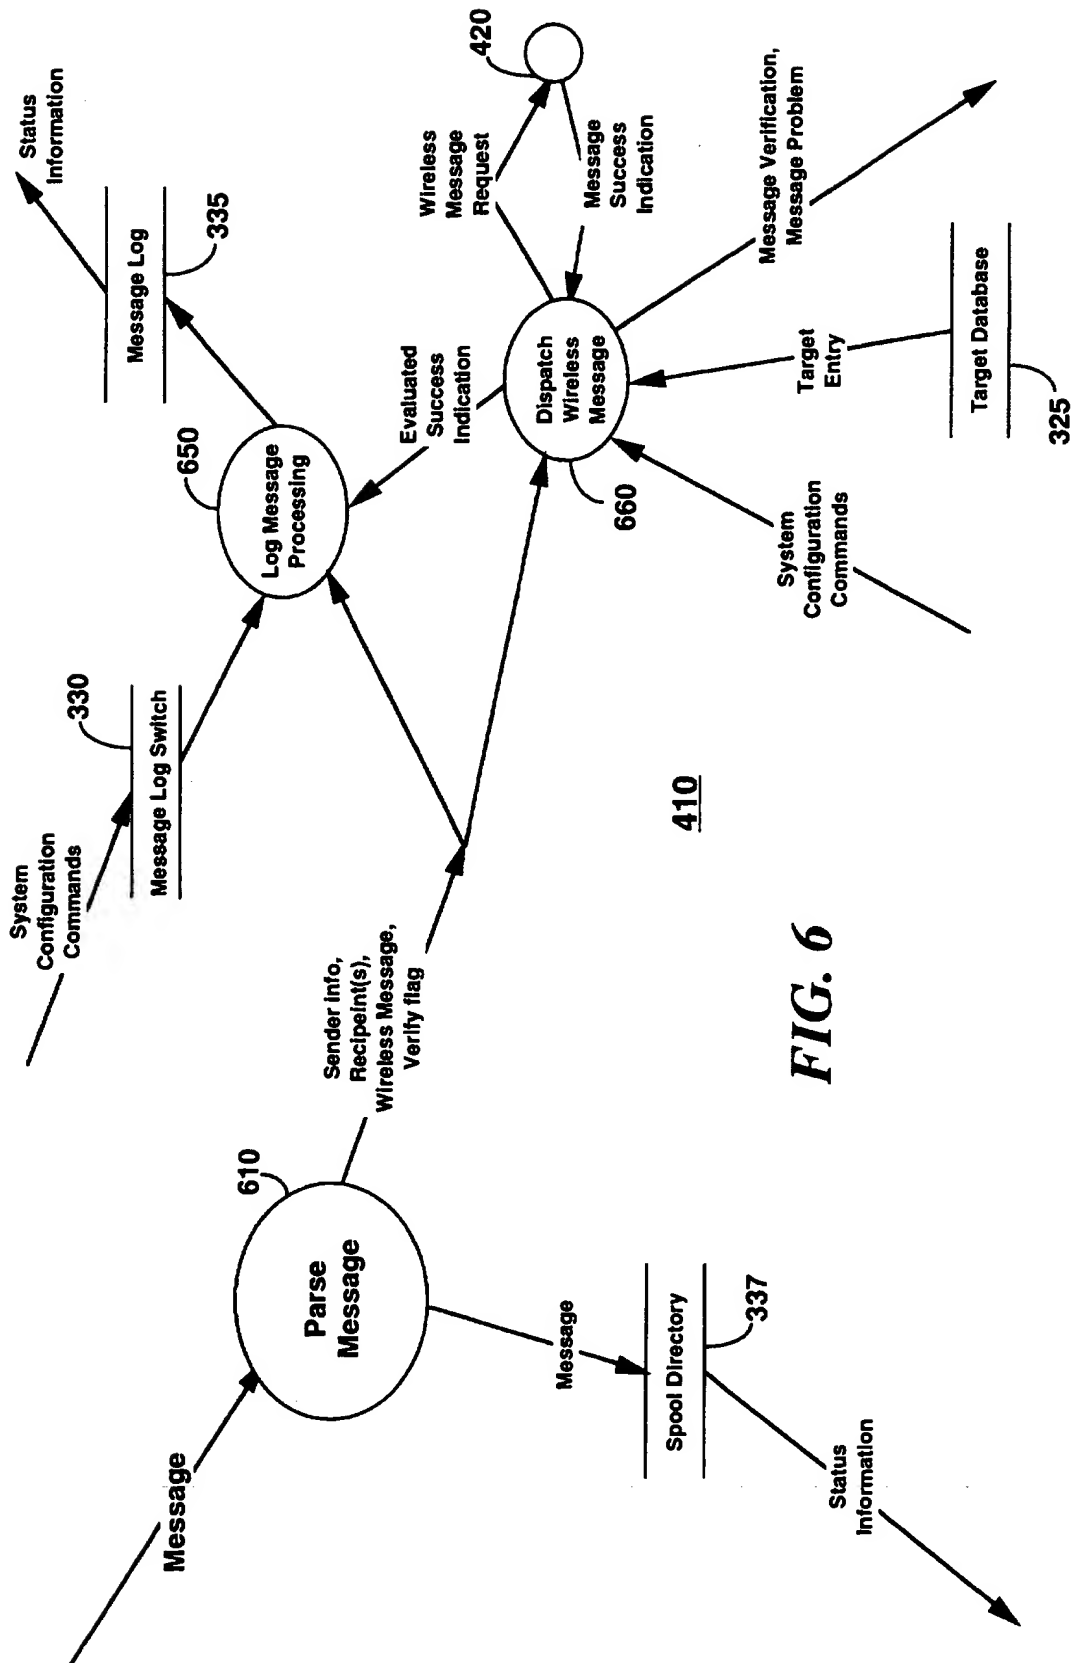 Message
Parse
Message
610
Message
Spool Directory
337
Status
Information
Sender info,
Recipeint(s),
Wireless Message,
Verify flag
System
Configuration
Commands
330
Message Log Switch
650
Log Message
Processing
Message Log
335
Status
Information
Evaluated
Success
Indication
Dispatch
Wireless
Message
660
Wireless
Message
Request
420
Message
Success
Indication
Message Verification,
Message Problem
Target
Entry
Target Database
325
System
Configuration
Commands
410
FIG. 6